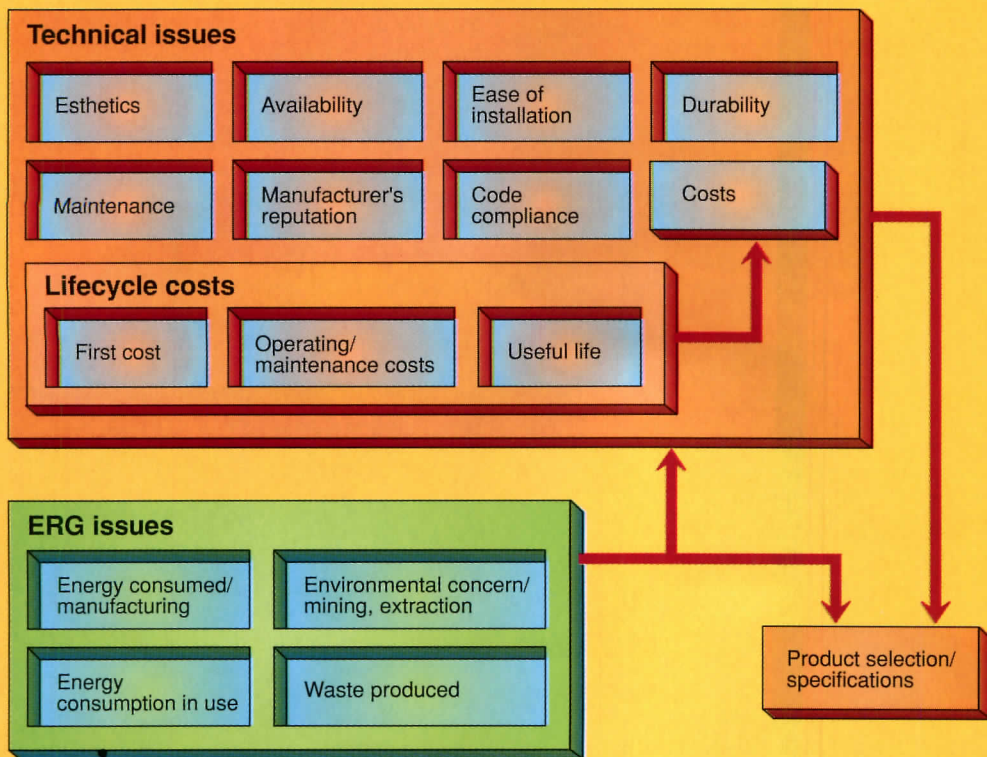 Technical issues
Esthetics
Availability
Ease of
installation
Durability
Maintenance
Manufacturer's
reputation
Code
compliance
Costs
Lifecycle costs
First cost
Operating/
maintenance costs
Useful life
ERG issues
Energy consumed/
manufacturing
Environmental concern/
mining, extraction
Energy
consumption in use
Waste produced
Product selection/
specifications